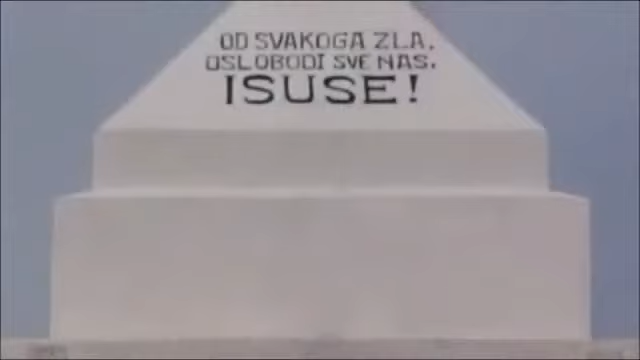 OD SVAKOGA ZLA,
OSLOBODI SVE NAS,
ISUSE!